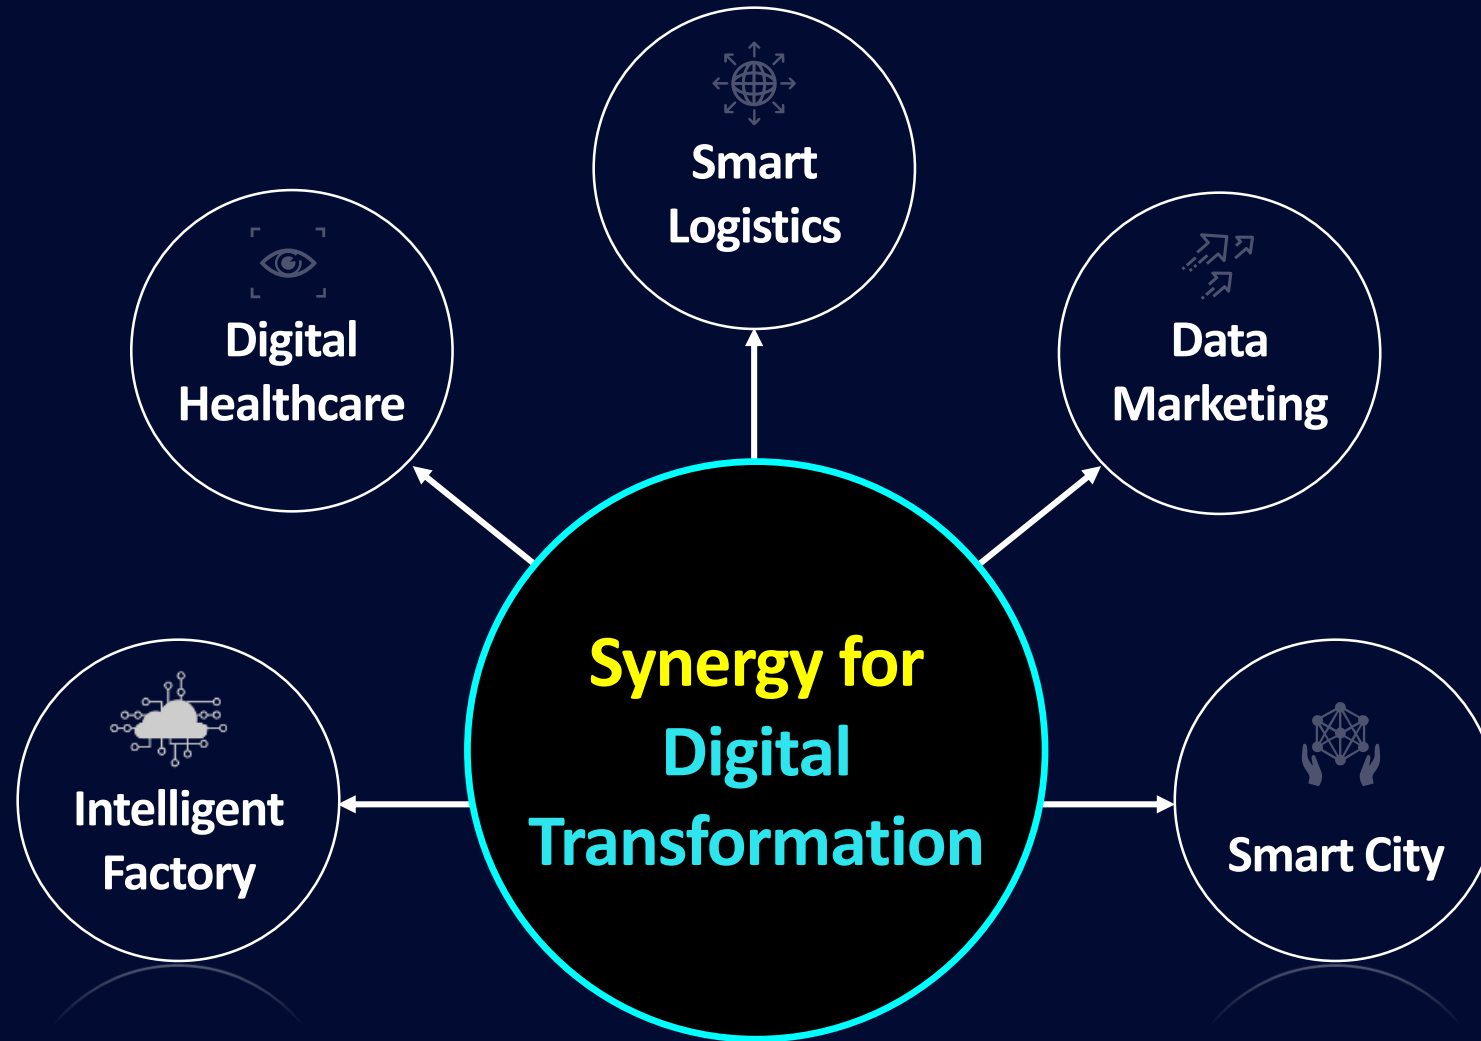 Smart
Logistics
Digital
Healthcare
Data
Marketing
Synergy for
Digital
Transformation
Intelligent
Factory
Smart City